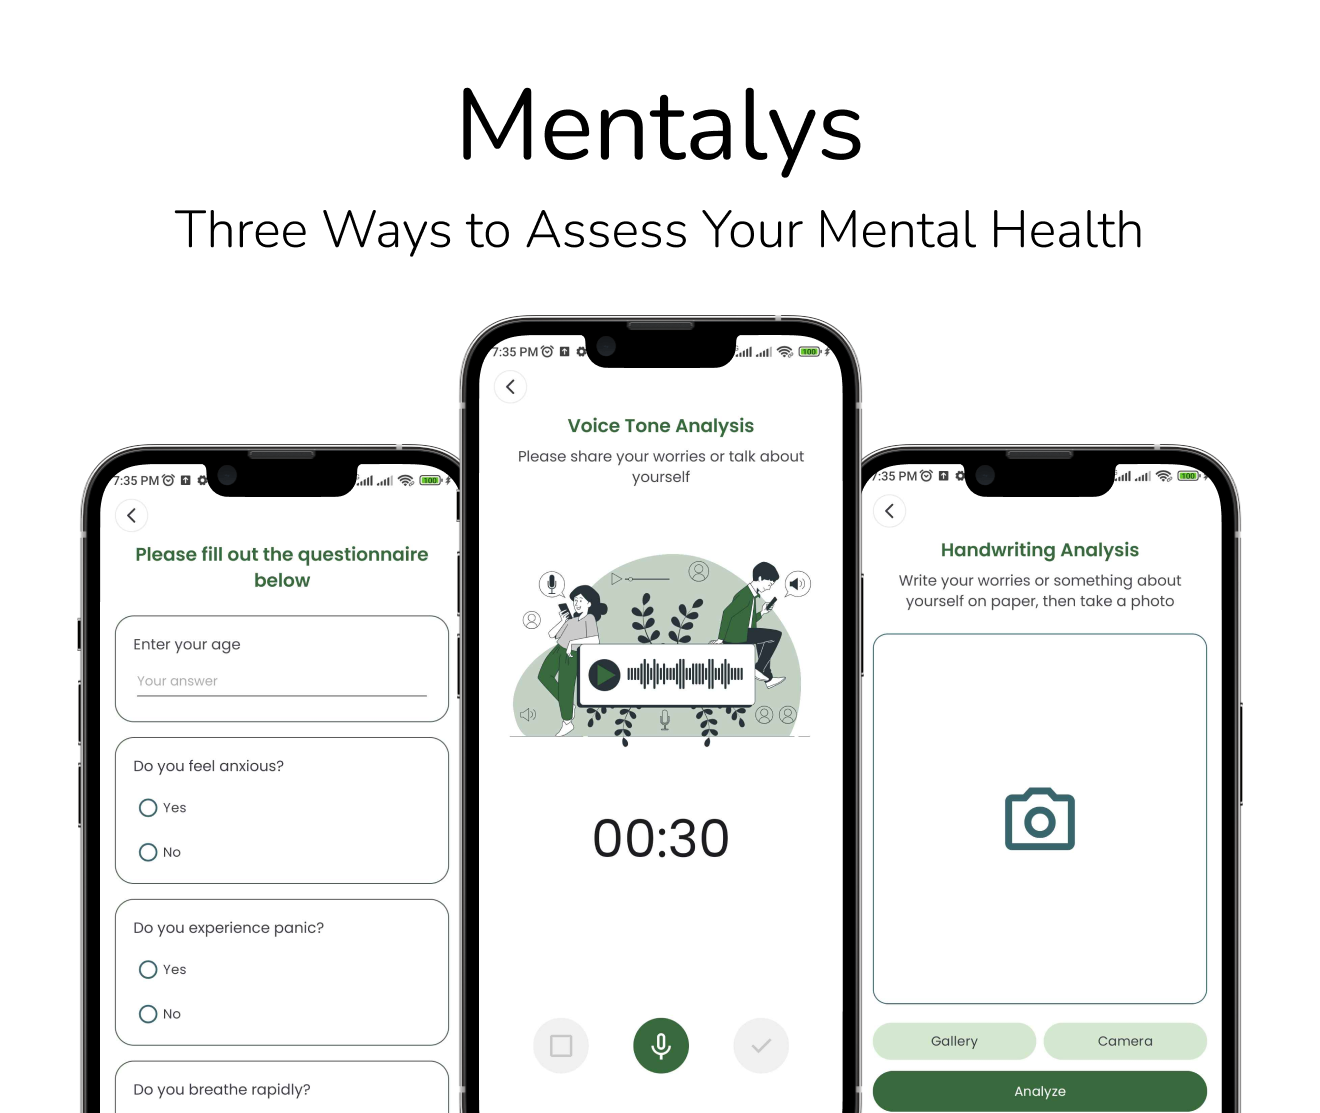 Mentalys
Three Ways to Assess Your Mental Health
7:35 PM
100
Please fill out the questionnaire
below
Enter your age
Your answer
Do you feel anxious?
Yes
No
Do you experience panic?
Yes
No
Do you breathe rapidly?
7:35 PM
100
Voice Tone Analysis
Please share your worries or talk about
yourself
00:30
7:35 PM
100
Handwriting Analysis
Write your worries or something about
yourself on paper, then take a photo
Gallery
Camera
Analyze